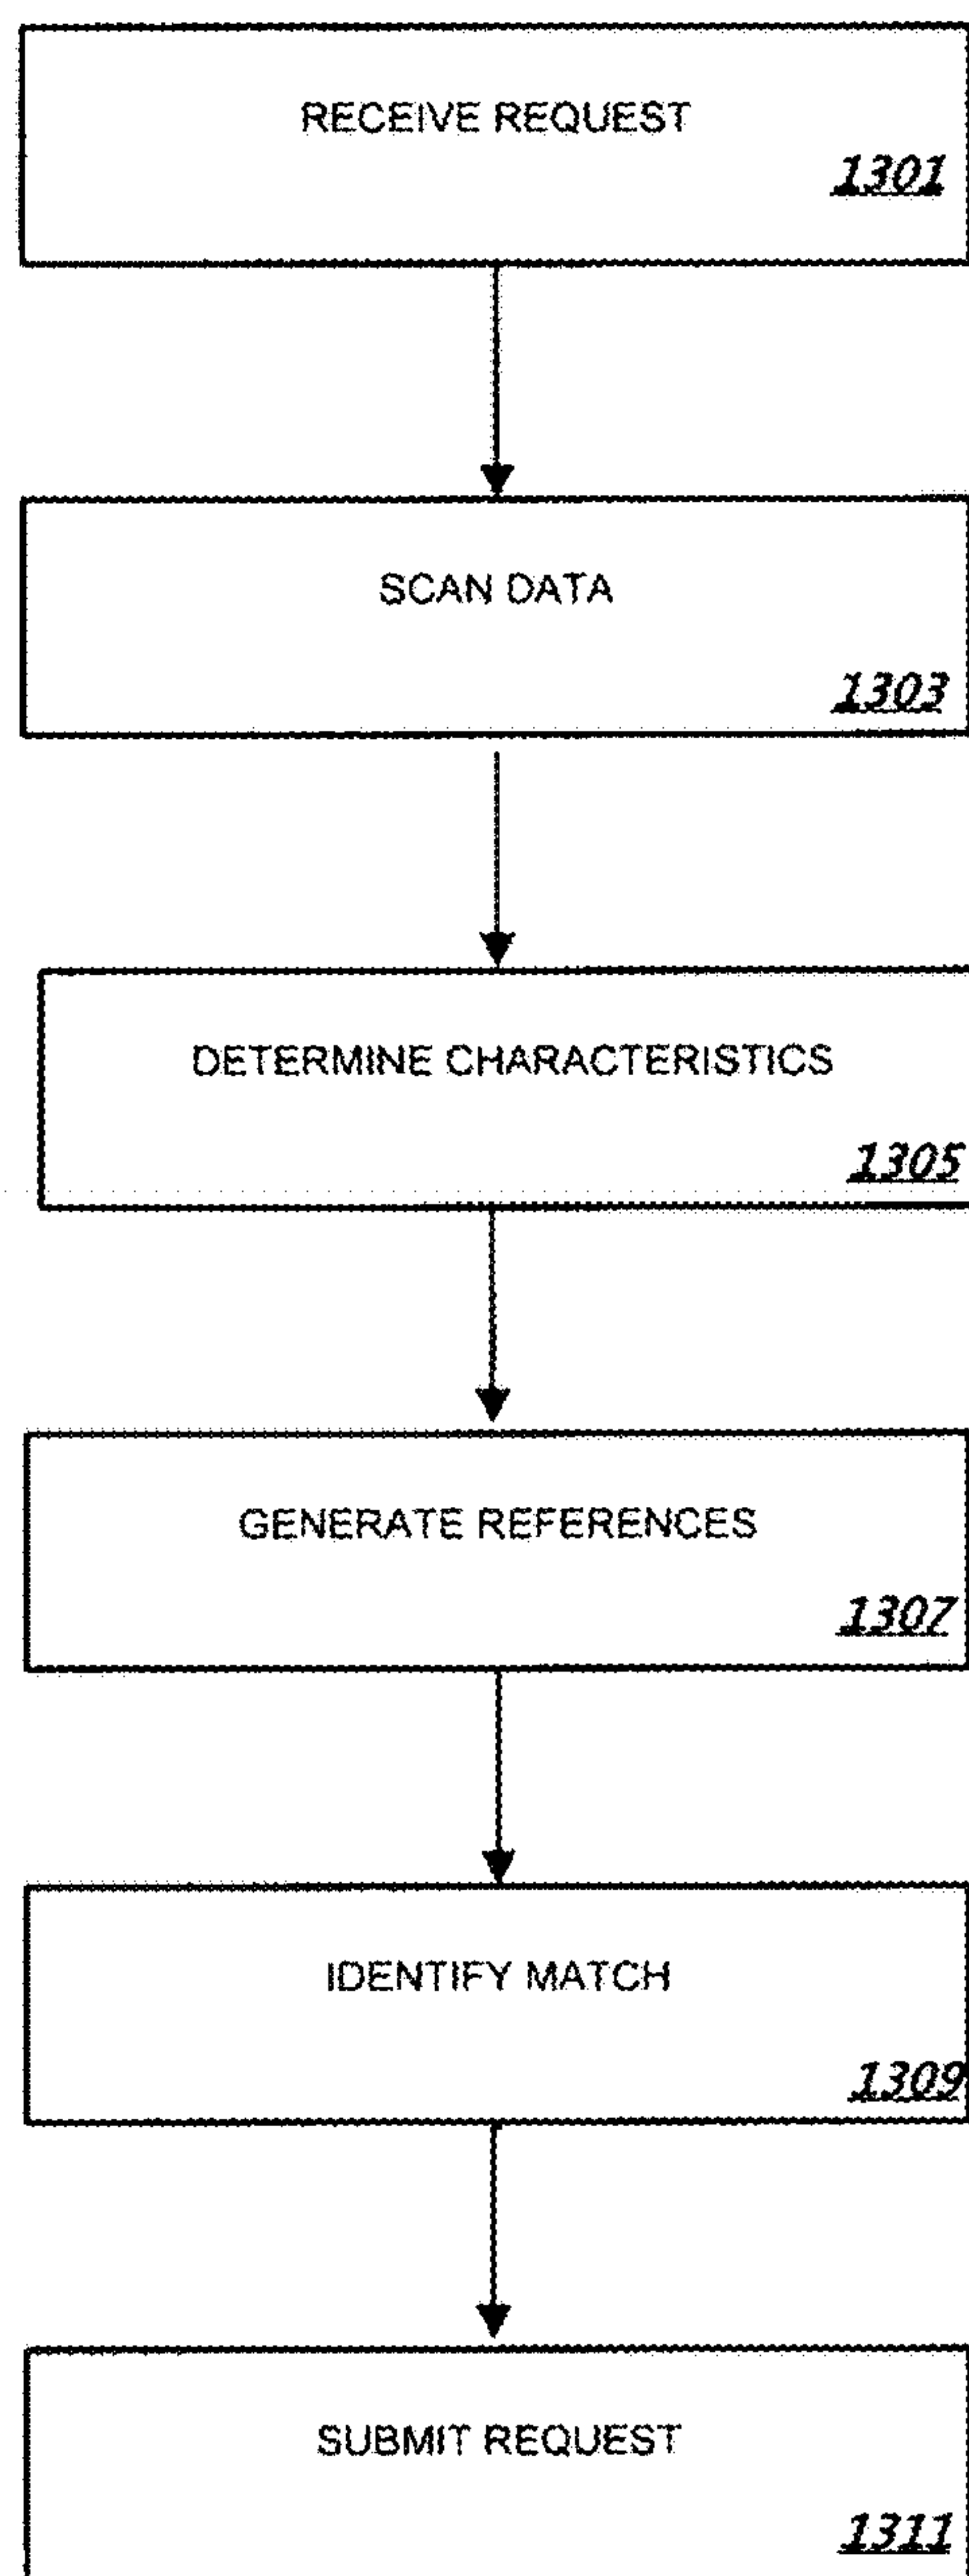 RECEIVE REQUEST
1301
SCAN DATA
1303
DETERMINE CHARACTERISTICS
1305
GENERATE REFERENCES
1307
IDENTIFY MATCH
1309
SUBMIT REQUEST
1311